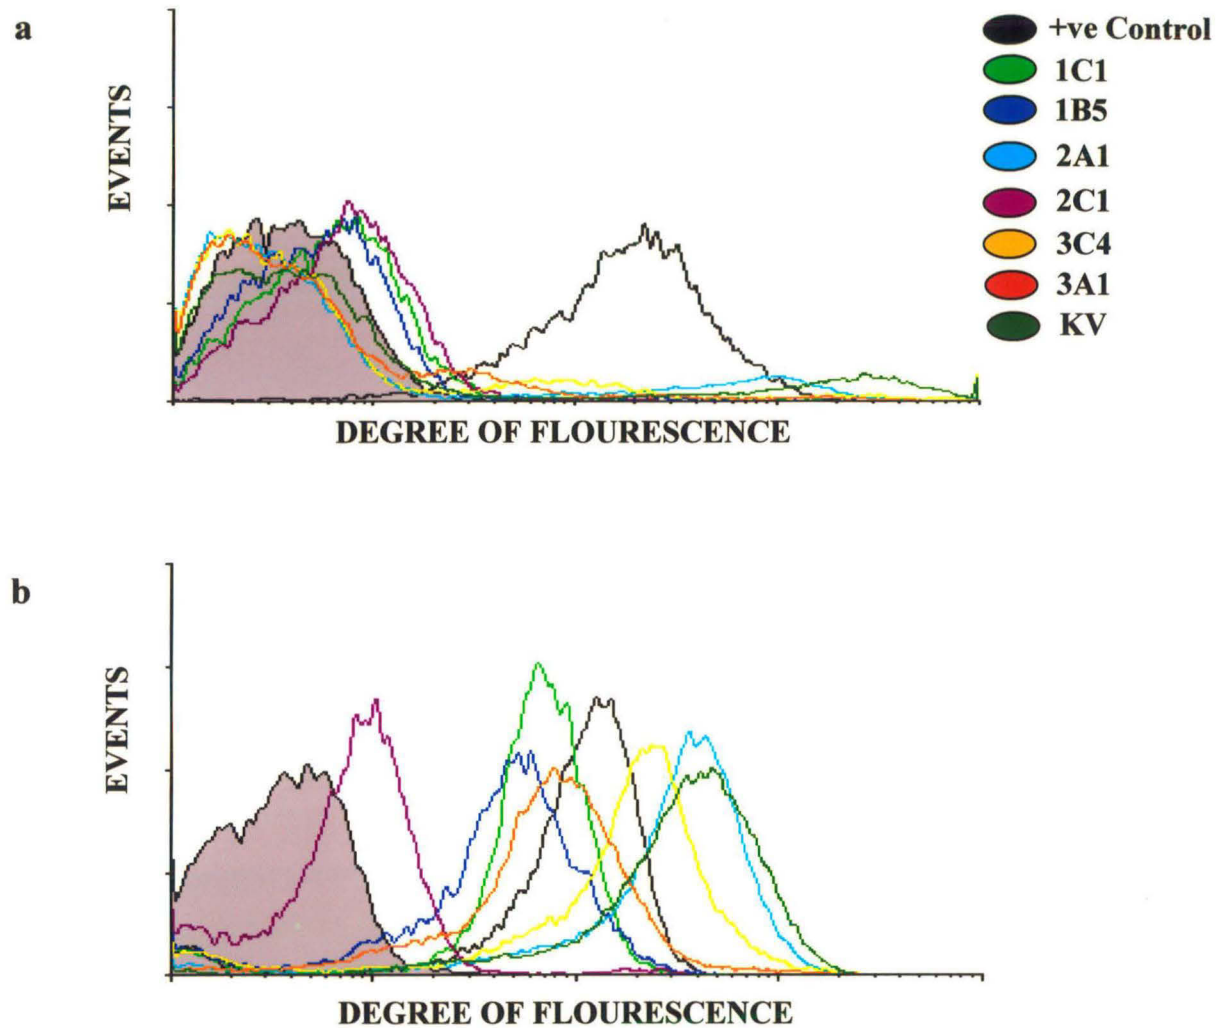 a
EVENTS
DEGREE OF FLOURESCENCE
+ve Control
1C1
1B5
2A1
2C1
3C4
3A1
KV
b
EVENTS
DEGREE OF FLOURESCENCE